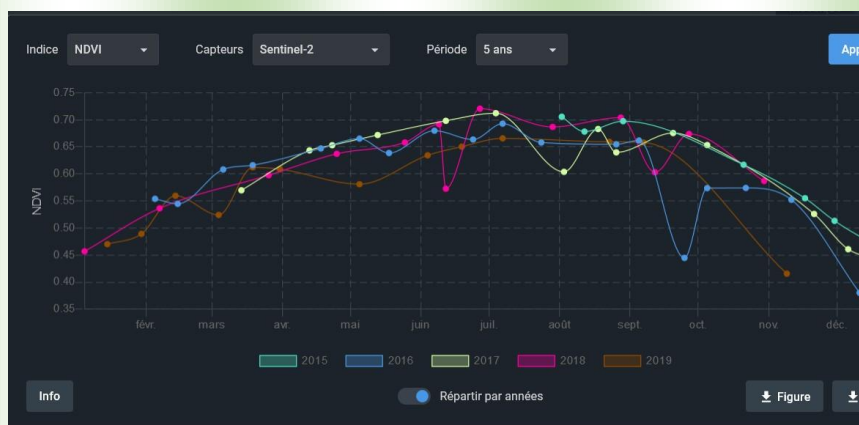 Indice NDVI Capteurs Sentinel-2 Période 5 ans App
0.75
0.70
0.65
0.60
0.55
0.50
0.45
0.40
0.35
NDVI
févr. mars avr. mai juin juil. août sept. oct. nov. déc.
2015 2016 2017 2018 2019
Info Répartir par années Figure